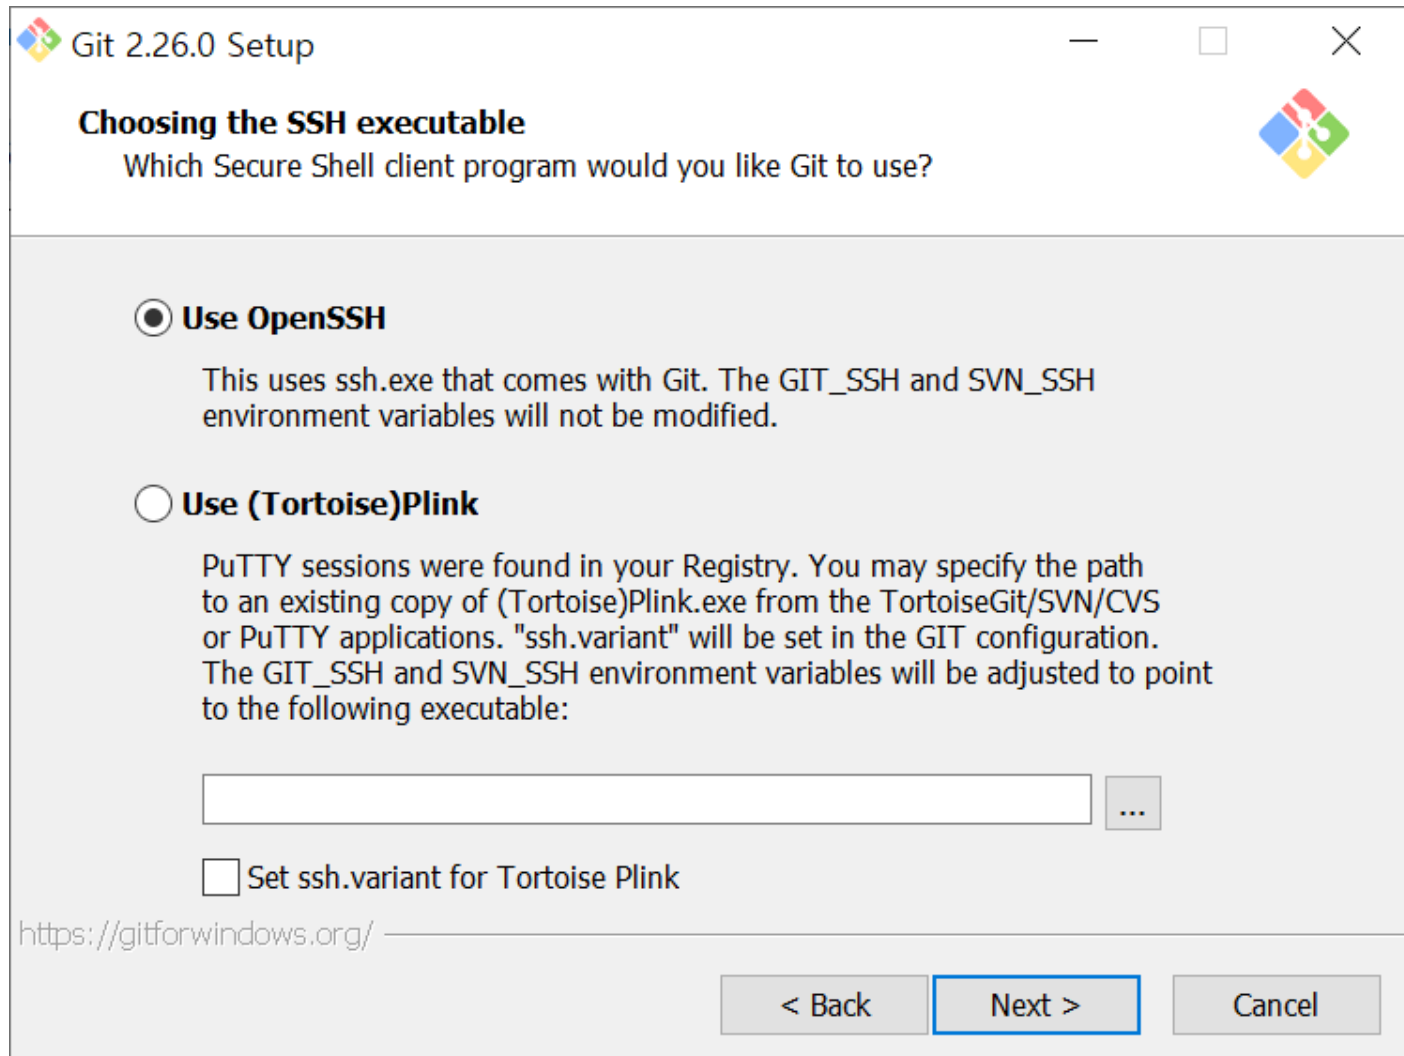 Git 2.26.0 Setup
Choosing the SSH executable
Which Secure Shell client program would you like Git to use?
Use OpenSSH
This uses ssh.exe that comes with Git. The GIT_SSH and SVN_SSH
environment variables will not be modified.
Use (Tortoise)Plink
PuTTY sessions were found in your Registry. You may specify the path
to an existing copy of (Tortoise)Plink.exe from the TortoiseGit/SVN/CVS
or PuTTY applications. "ssh.variant" will be set in the GIT configuration.
The GIT_SSH and SVN_SSH environment variables will be adjusted to point
to the following executable:
...
Set ssh.variant for Tortoise Plink
https://gitforwindows.org/
< Back Next > Cancel